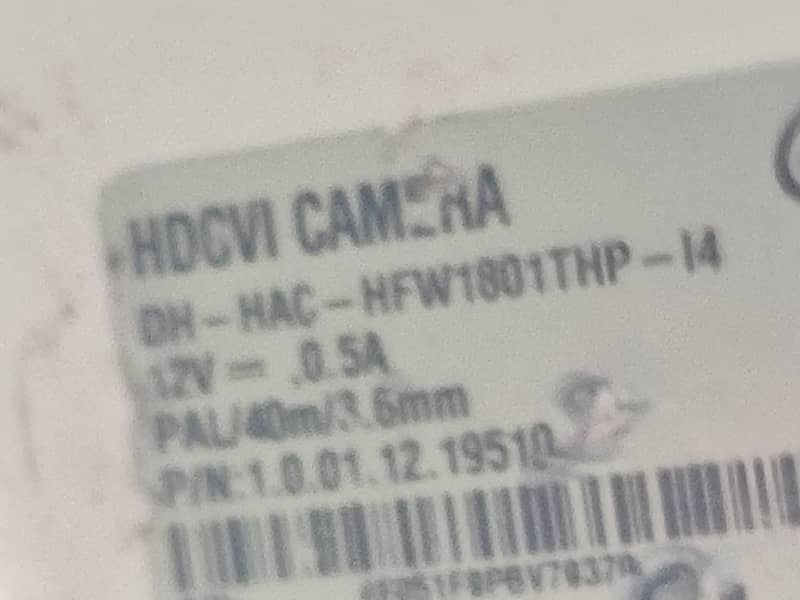 HDCVI CAMERA
DH-HAC-HFW1801THP-I4
12V ⎓ 0.5A
PAL/40m/3.6mm
P/N:1.0.01.12.19510